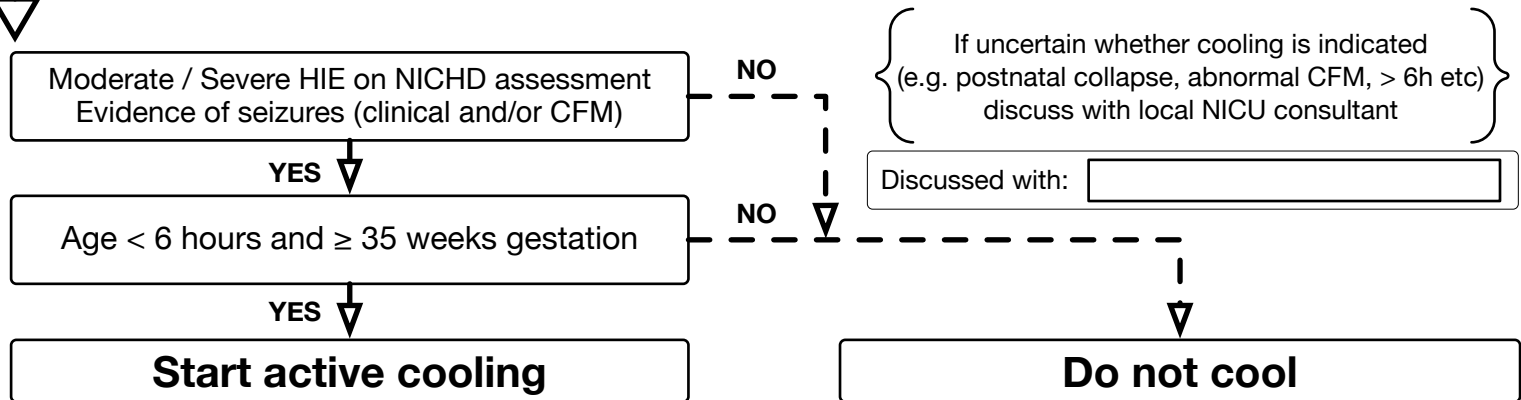 Moderate / Severe HIE on NICHD assessment
Evidence of seizures (clinical and/or CFM)
NO
If uncertain whether cooling is indicated
(e.g. postnatal collapse, abnormal CFM, > 6h etc)
discuss with local NICU consultant
YES
Discussed with:
Age < 6 hours and ≥ 35 weeks gestation
NO
YES
Start active cooling
Do not cool